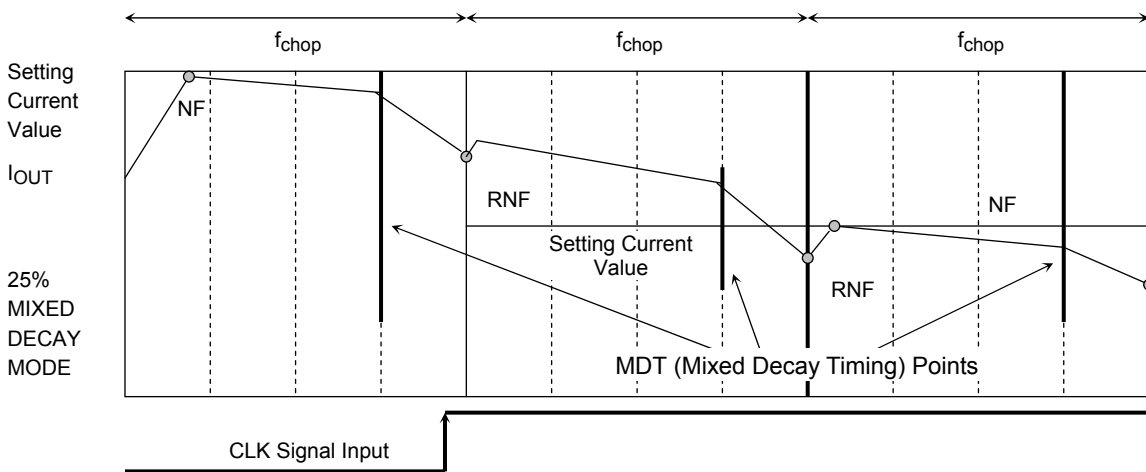 fchop
fchop
fchop
Setting
Current
Value
NF
IOUT
RNF
NF
Setting Current
Value
RNF
25%
MIXED
DECAY
MODE
MDT (Mixed Decay Timing) Points
CLK Signal Input